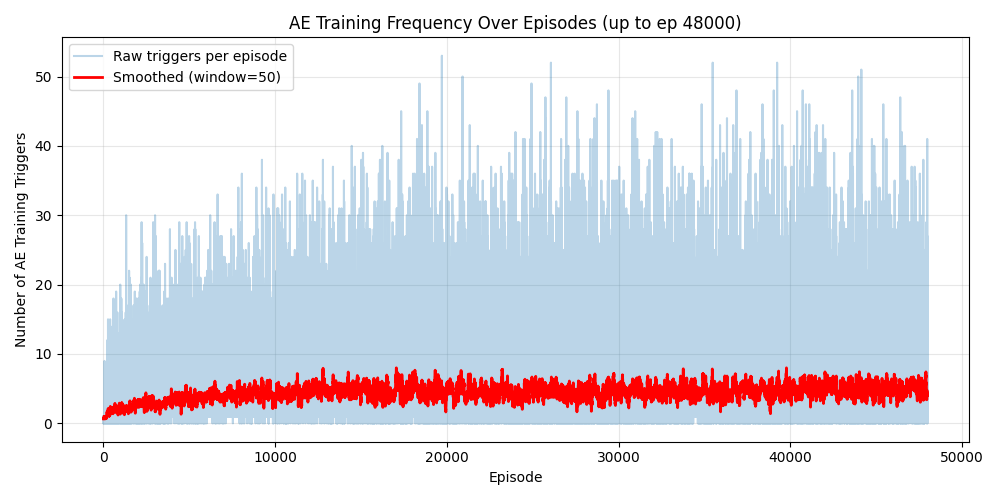 AE Training Frequency Over Episodes (up to ep 48000)
Raw triggers per episode
Smoothed (window=50)
Number of AE Training Triggers
50
40
30
20
10
0
0 10000 20000 30000 40000 50000
Episode